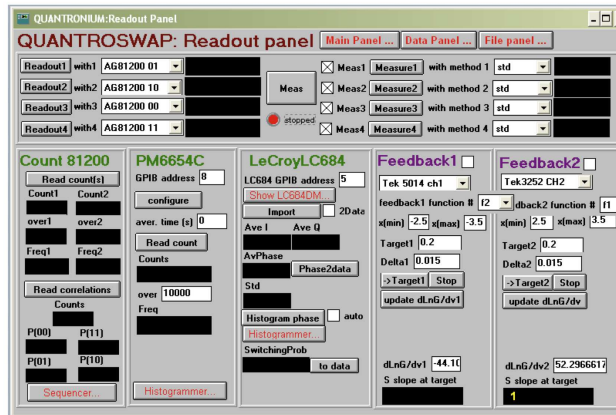 QUANTRONIUM:Readout Panel
QUANTROSWAP: Readout panel Main Panel ... Data Panel ... File panel ...
Readout1 with1 AG81200 01 Meas1 Measure1 with method 1 std
Readout2 with2 AG81200 10 Meas Meas2 Measure2 with method 2 std
Readout3 with3 AG81200 00 Meas3 Measure3 with method 3 std
Readout4 with4 AG81200 11 stopped Meas4 Measure4 with method 4 std
Count 81200
Read count(s)
Count1 Count2
over1 over2
Freq1 Freq2
Read correlations
Counts
P(00) P(11)
P(01) P(10)
Sequencer...
PM6654C
GPIB address 8
configure
aver. time (s) 0
Read count
Counts
over 10000
Freq
Histogrammer...
LeCroyLC684
LC684 GPIB address 5
Show LC684DM...
Import 2Data
Ave I Ave Q
AvPhase
Phase2data
Std
Histogram phase auto
Histogrammer...
SwitchingProb
to data
Feedback1
Tek 5014 ch1
feedback1 function # f2
x(min) -2.5 x(max) -3.5
Target1 0.2
Delta1 0.015
->Target1 Stop
update dLnG/dv1
dLnG/dv1 -44.10
S slope at target
Feedback2
Tek3252 CH2
dback2 function # f1
x(min) 2.5 x(max) 3.5
Target2 0.2
Delta2 0.015
->Target2 Stop
update dLnG/dv
dLnG/dv2 52.2966617
S slope at target
1